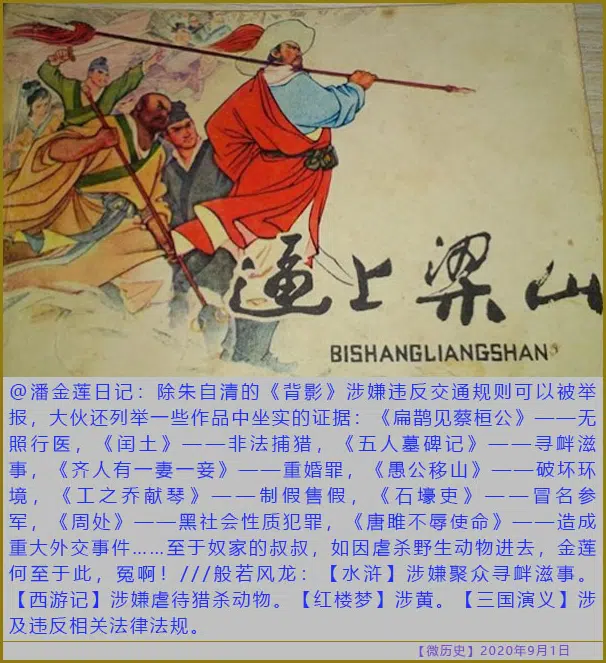 逼上梁山
BISHANGLIANGSHAN
@潘金莲日记：除朱自清的《背影》涉嫌违反交通规则可以被举
报，大伙还列举一些作品中坐实的证据：《扁鹊见蔡桓公》——无
照行医，《闰土》——非法捕猎，《五人墓碑记》——寻衅滋
事，《齐人有一妻一妾》——重婚罪，《愚公移山》——破坏环
境，《工之乔献琴》——制假售假，《石壕吏》——冒名参
军，《周处》——黑社会性质犯罪，《唐雎不辱使命》——造成
重大外交事件……至于奴家的叔叔，如因虐杀野生动物进去，金莲
何至于此，冤啊！///般若风龙：【水浒】涉嫌聚众寻衅滋事。
【西游记】涉嫌虐待猎杀动物。【红楼梦】涉黄。【三国演义】涉
及违反相关法律法规。
【微历史】2020年9月1日